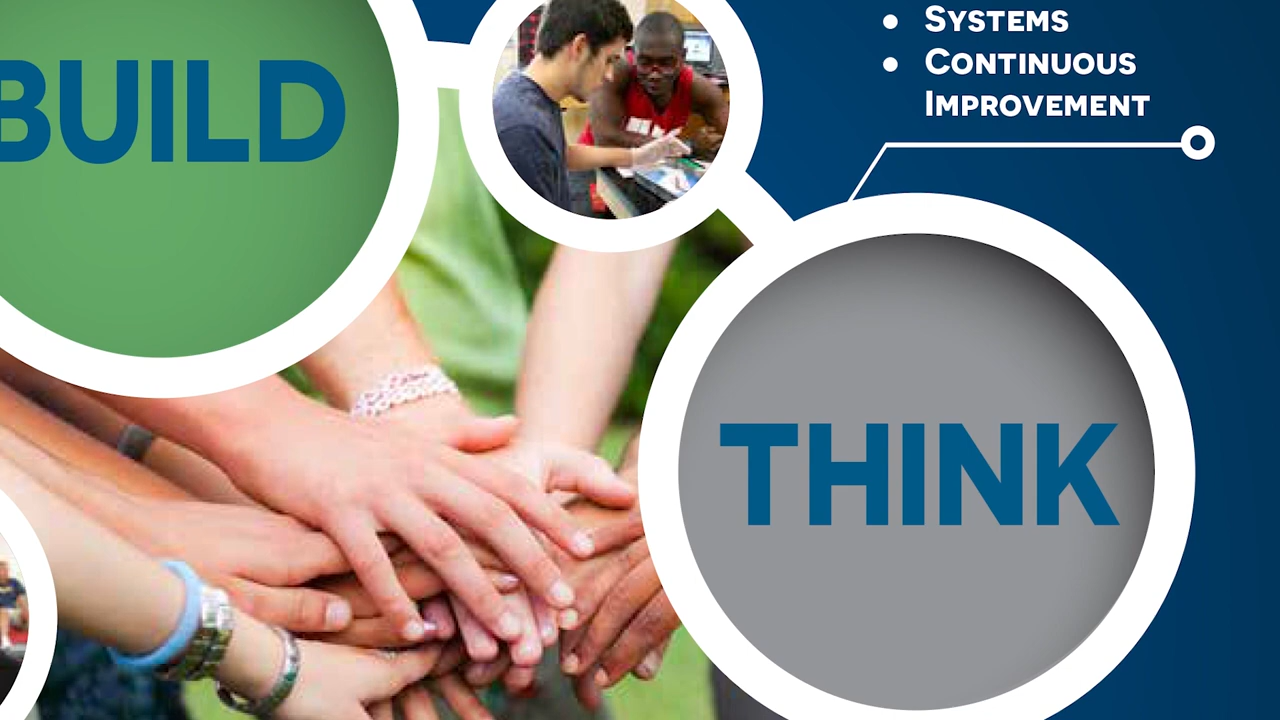 • Systems
• Continuous
Improvement
BUILD
THINK